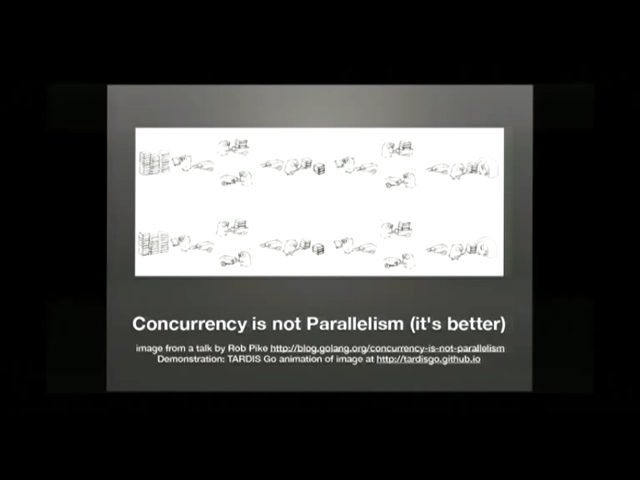 Concurrency is not Parallelism (it's better)
image from a talk by Rob Pike http://blog.golang.org/concurrency-is-not-parallelism
Demonstration: TARDIS Go animation of image at http://tardisgo.github.io